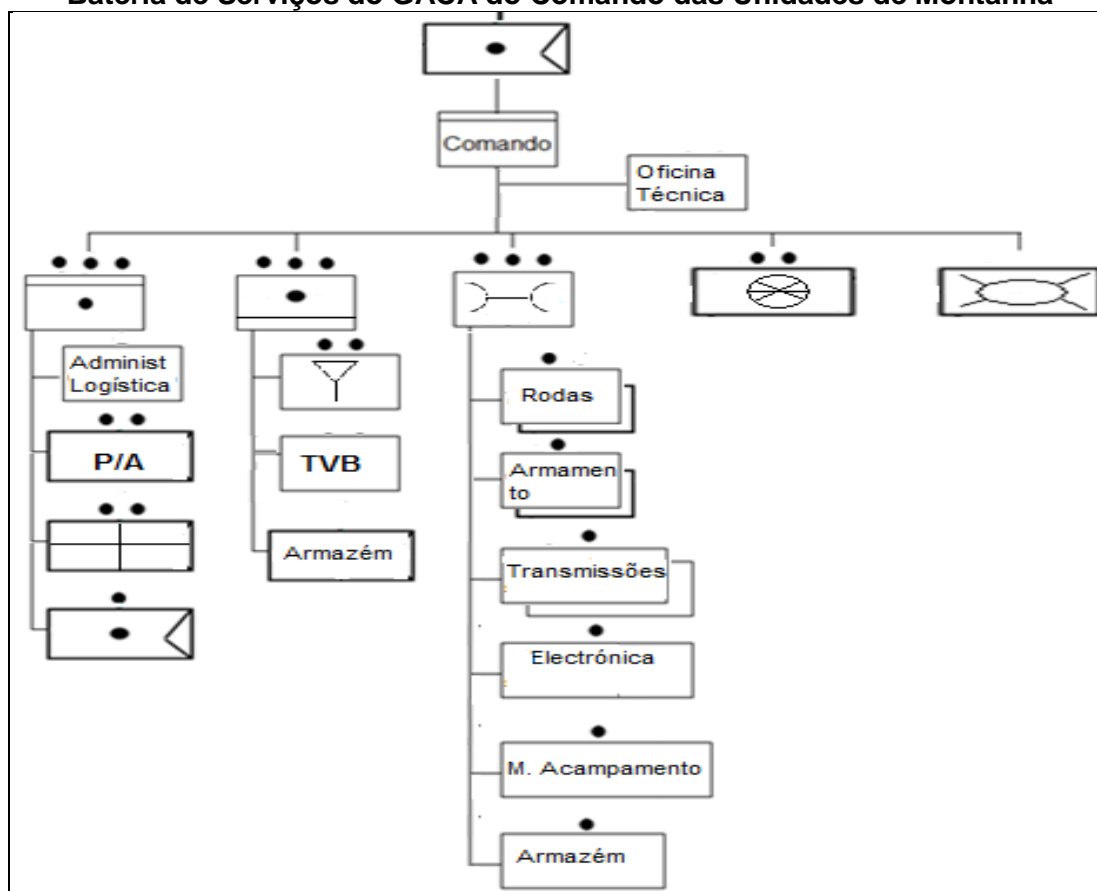 Bateria de Serviços do GACA do Comando das Unidades de Montanha
Comando
Oficina
Técnica
Administ
Logística
P/A
TVB
Armazém
Rodas
Armamen
to
Transmissões
Electrónica
M. Acampamento
Armazém